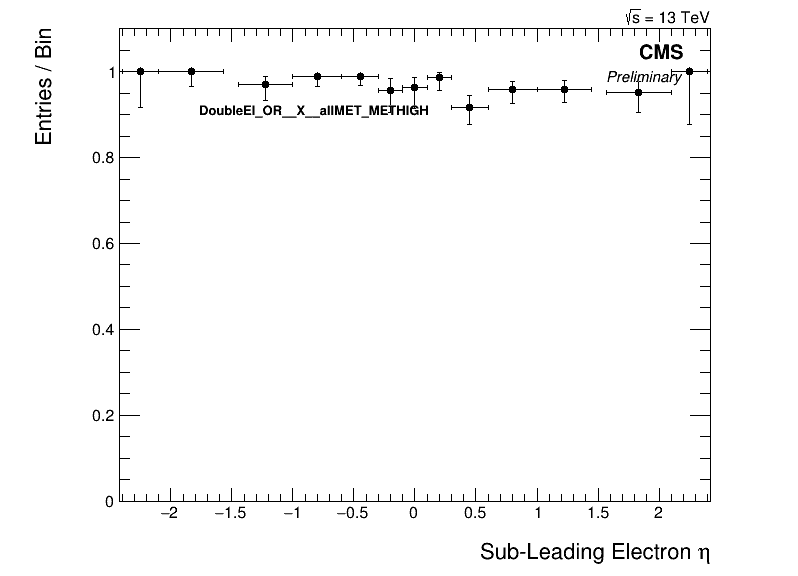 √s = 13 TeV
Entries / Bin
CMS
Preliminary
DoubleEl_OR__X__allMET_METHIGH
1
0.8
0.6
0.4
0.2
0
−2 −1.5 −1 −0.5 0 0.5 1 1.5 2
Sub-Leading Electron η